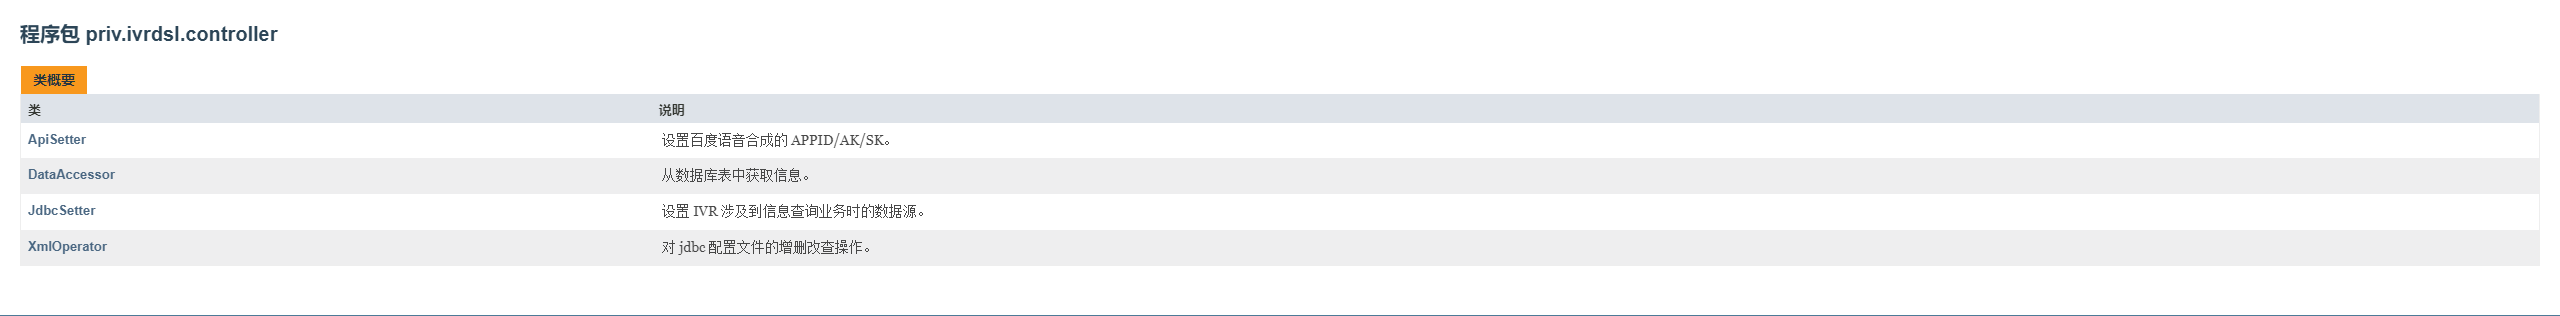 程序包 priv.ivrdsl.controller
类概要
类 说明
ApiSetter 设置百度语音合成的 APPID/AK/SK。
DataAccessor 从数据库表中获取信息。
JdbcSetter 设置 IVR 涉及到信息查询业务时的数据源。
XmlOperator 对 jdbc 配置文件的增删改查操作。